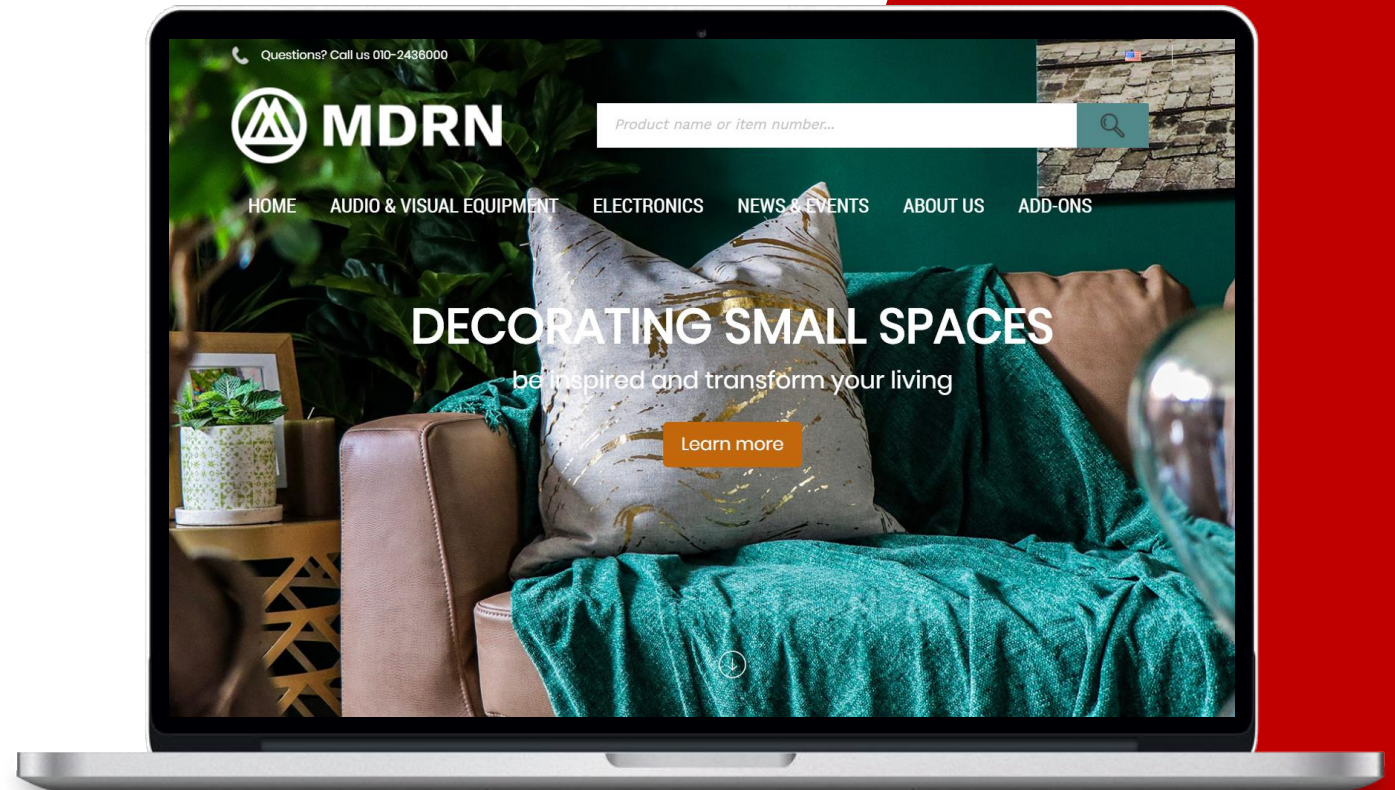 Questions? Call us 010-2436000
MDRN
Product name or item number...
HOME AUDIO & VISUAL EQUIPMENT ELECTRONICS NEWS & EVENTS ABOUT US ADD-ONS
DECORATING SMALL SPACES
be inspired and transform your living
Learn more